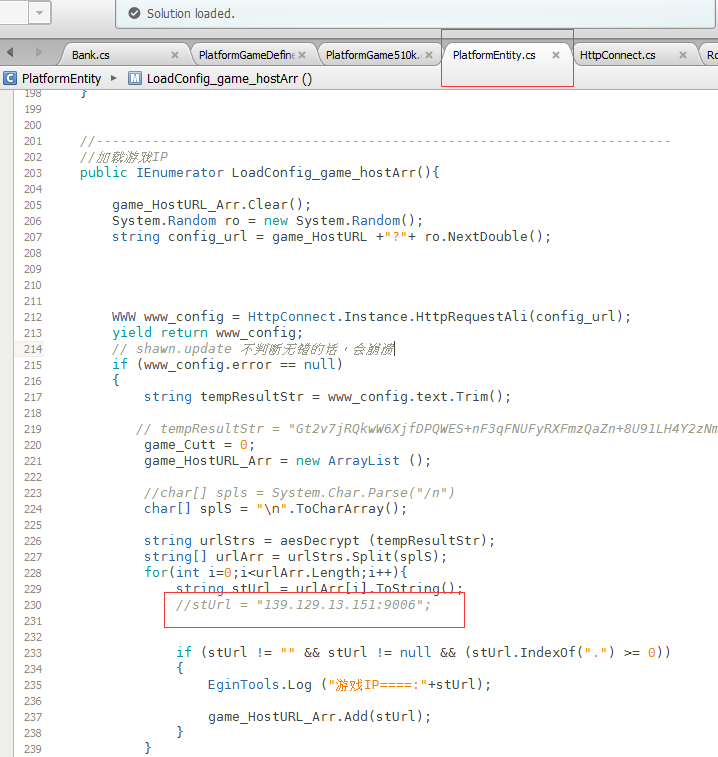 Solution loaded.
Bank.cs
PlatformGameDefine
PlatformGame510k.
PlatformEntity.cs
HttpConnect.cs
Ro
PlatformEntity
LoadConfig_game_hostArr ()
198 }
199
200
201 //-----------------------------------------------------------------------
202 //加载游戏IP
203 public IEnumerator LoadConfig_game_hostArr(){
204
205 game_HostURL_Arr.Clear();
206 System.Random ro = new System.Random();
207 string config_url = game_HostURL +"?"+ ro.NextDouble();
208
209
210
211
212 WWW www_config = HttpConnect.Instance.HttpRequestAli(config_url);
213 yield return www_config;
214 // shawn.update 不判断无错的话，会崩溃
215 if (www_config.error == null)
216 {
217 string tempResultStr = www_config.text.Trim();
218
219 // tempResultStr = "Gt2v7jRQkwW6XjfDPQWES+nF3qFNUFyRXFmzQaZn+8U91LH4Y2zNm
220 game_Cutt = 0;
221 game_HostURL_Arr = new ArrayList ();
222
223 //char[] spls = System.Char.Parse("/n")
224 char[] splS = "\n".ToCharArray();
225
226 string urlStrs = aesDecrypt (tempResultStr);
227 string[] urlArr = urlStrs.Split(splS);
228 for(int i=0;i<urlArr.Length;i++){
229 string stUrl = urlArr[i].ToString();
230 //stUrl = "139.129.13.151:9006";
231
232
233 if (stUrl != "" && stUrl != null && (stUrl.IndexOf(".") >= 0))
234 {
235 EginTools.Log ("游戏IP====:"+stUrl);
236
237 game_HostURL_Arr.Add(stUrl);
238 }
239 }